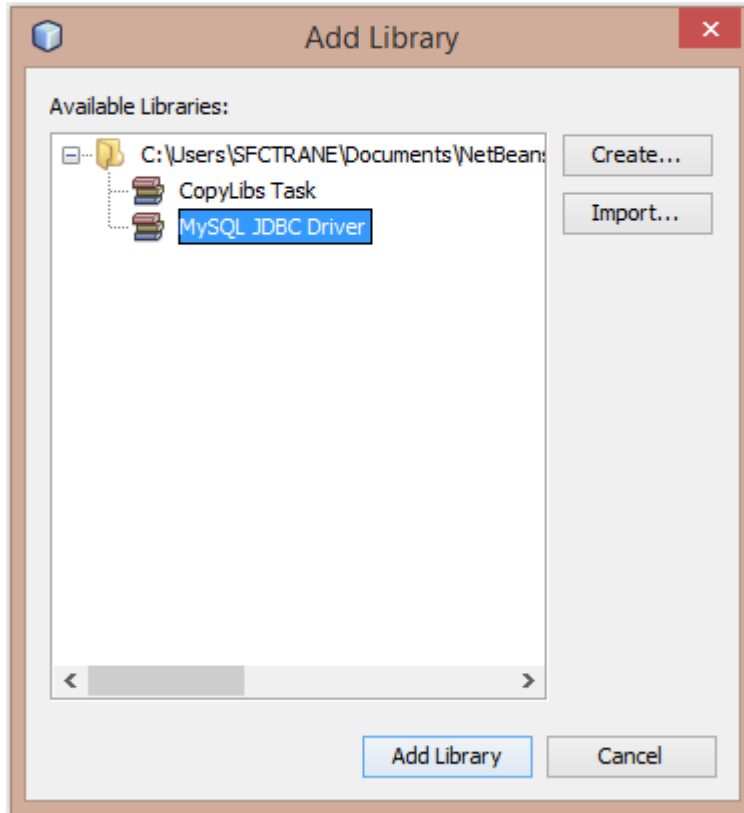 Add Library
Available Libraries:
C:\Users\SFCTRANE\Documents\NetBeans
Create...
CopyLibs Task
Import...
MySQL JDBC Driver
Add Library
Cancel